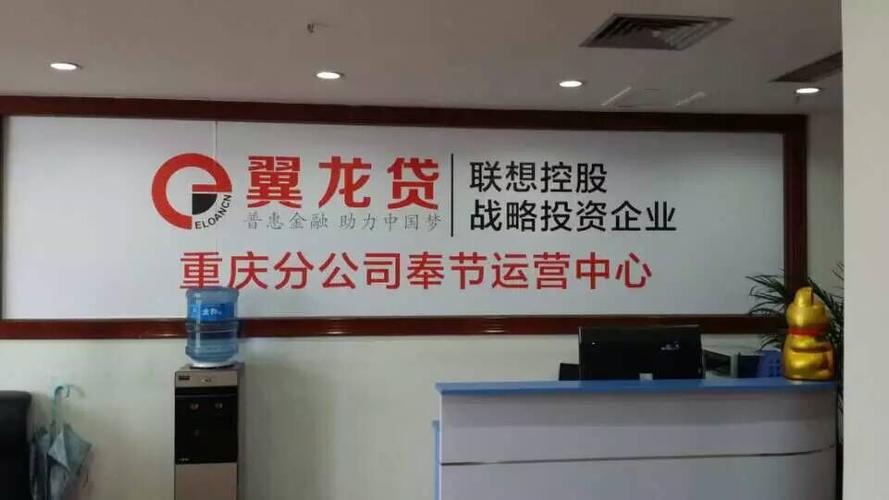 翼龙贷
ELOANCN
普惠金融 助力中国梦
联想控股
战略投资企业
重庆分公司奉节运营中心